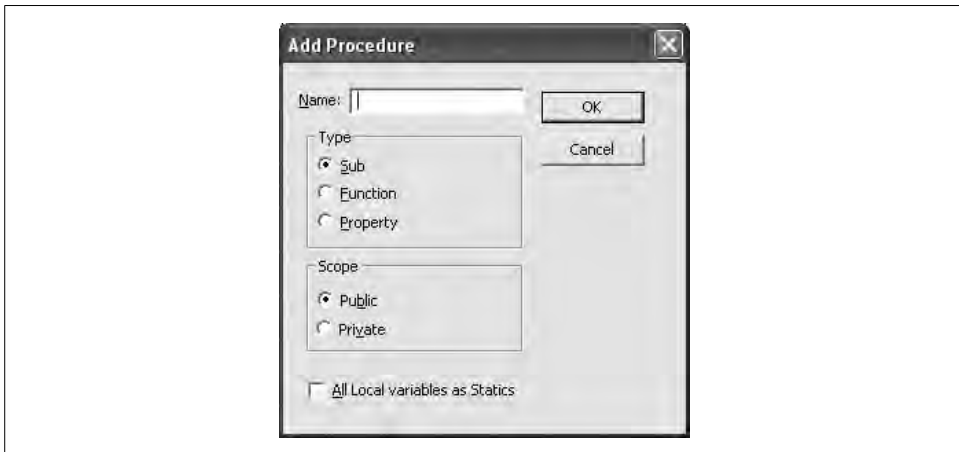 Add Procedure
Name:
OK
Cancel
Type
Sub
Function
Property
Scope
Public
Private
All Local variables as Statics